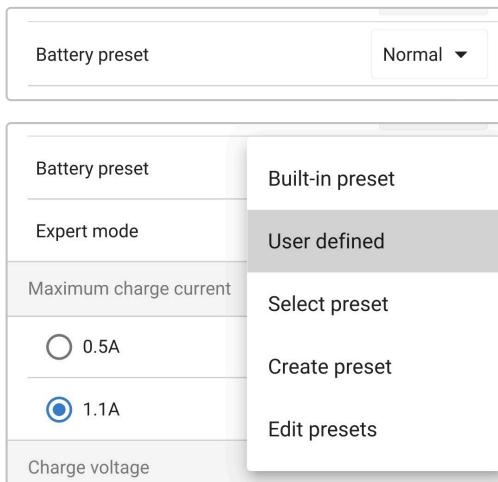 Battery preset Normal
Battery preset
Built-in preset
Expert mode
User defined
Maximum charge current
Select preset
0.5A
Create preset
1.1A
Edit presets
Charge voltage